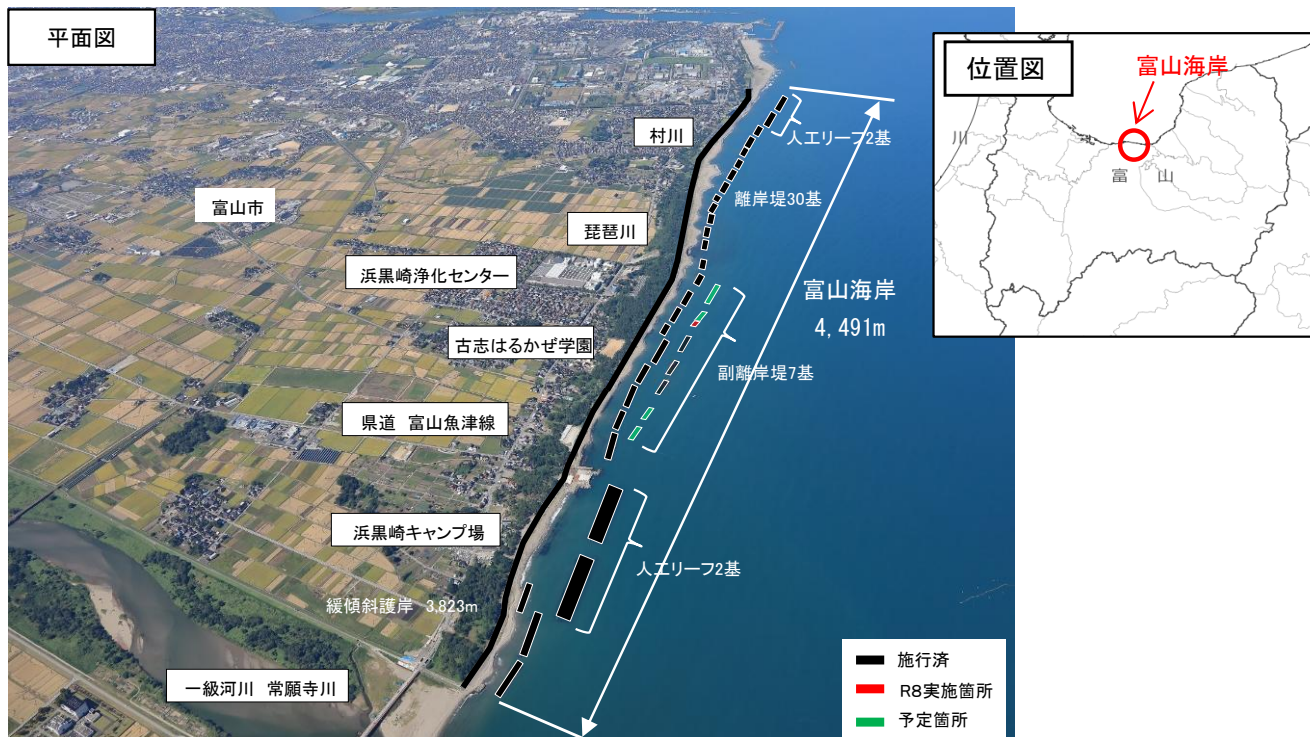 平面図
位置図
富山海岸
川
富 山
村川
人工リーフ2基
離岸堤30基
富山市
琵琶川
浜黒崎浄化センター
富山海岸
4,491m
古志はるかぜ学園
副離岸堤7基
県道 富山魚津線
浜黒崎キャンプ場
人工リーフ2基
緩傾斜護岸 3,823m
一級河川 常願寺川
施行済
R8実施箇所
予定箇所